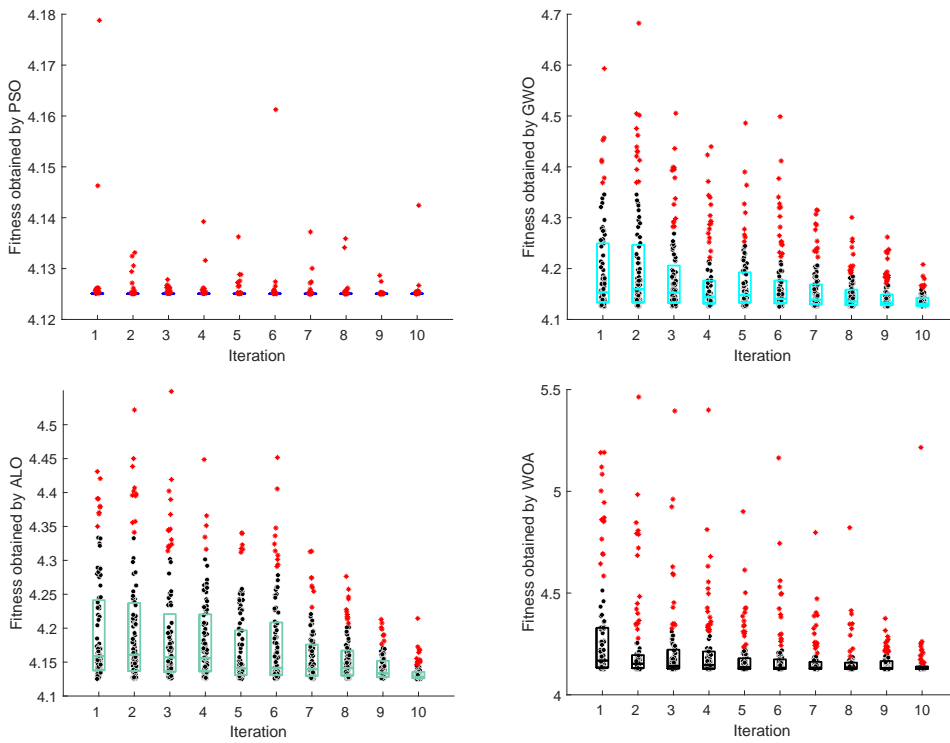 Fitness obtained by PSO
4.18
4.17
4.16
4.15
4.14
4.13
4.12
1 2 3 4 5 6 7 8 9 10
Iteration
Fitness obtained by GWO
4.7
4.6
4.5
4.4
4.3
4.2
4.1
1 2 3 4 5 6 7 8 9 10
Iteration
Fitness obtained by ALO
4.5
4.45
4.4
4.35
4.3
4.25
4.2
4.15
4.1
1 2 3 4 5 6 7 8 9 10
Iteration
Fitness obtained by WOA
5.5
5
4.5
4
1 2 3 4 5 6 7 8 9 10
Iteration